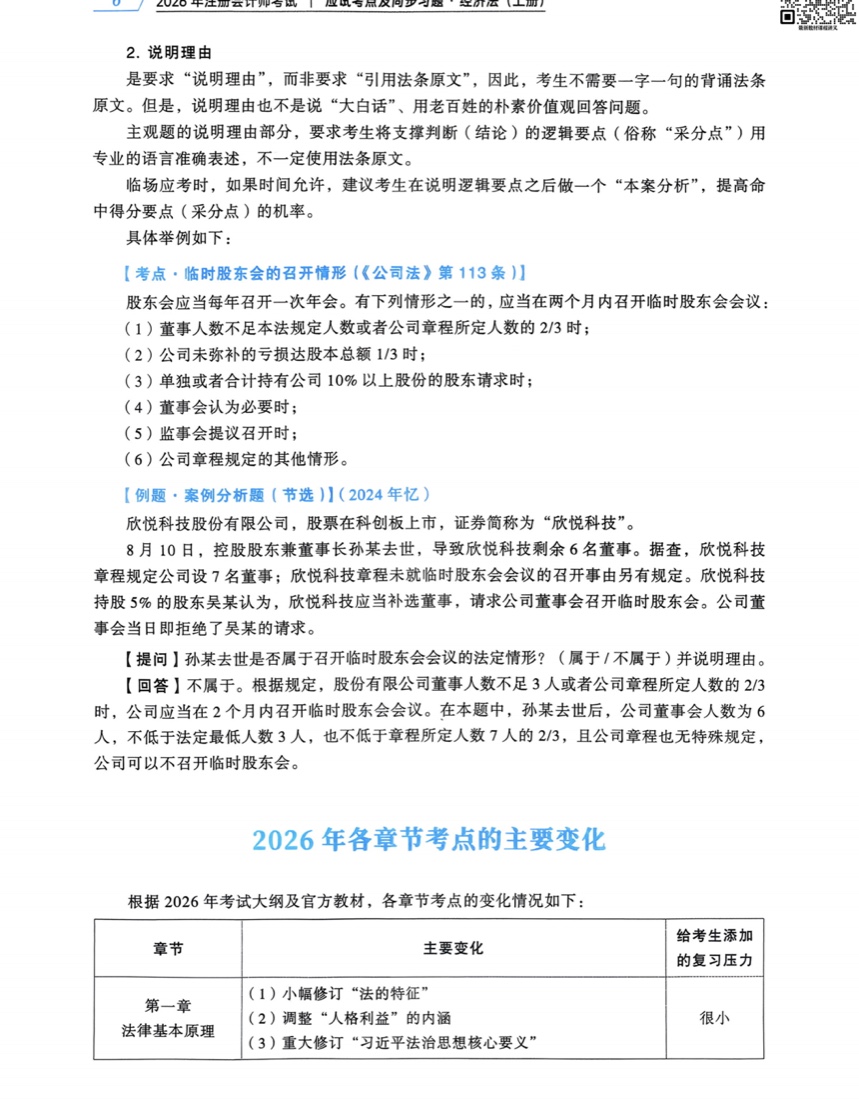 6 2026 年注册会计师考试 | 应试考点及同步习题·经济法（上册）
2. 说明理由
是要求“说明理由”，而非要求“引用法条原文”，因此，考生不需要一字一句的背诵法条
原文。但是，说明理由也不是说“大白话”、用老百姓的朴素价值观回答问题。
主观题的说明理由部分，要求考生将支撑判断（结论）的逻辑要点（俗称“采分点”）用
专业的语言准确表述，不一定使用法条原文。
临场应考时，如果时间允许，建议考生在说明逻辑要点之后做一个“本案分析”，提高命
中得分要点（采分点）的机率。
具体举例如下：
【考点·临时股东会的召开情形（《公司法》第 113 条）】
股东会应当每年召开一次年会。有下列情形之一的，应当在两个月内召开临时股东会会议：
（1）董事人数不足本法规定人数或者公司章程所定人数的 2/3 时；
（2）公司未弥补的亏损达股本总额 1/3 时；
（3）单独或者合计持有公司 10% 以上股份的股东请求时；
（4）董事会认为必要时；
（5）监事会提议召开时；
（6）公司章程规定的其他情形。
【例题·案例分析题（节选）】（2024 年忆）
欣悦科技股份有限公司，股票在科创板上市，证券简称为“欣悦科技”。
8 月 10 日，控股股东兼董事长孙某去世，导致欣悦科技剩余 6 名董事。据查，欣悦科技
章程规定公司设 7 名董事；欣悦科技章程未就临时股东会会议的召开事由另有规定。欣悦科技
持股 5% 的股东吴某认为，欣悦科技应当补选董事，请求公司董事会召开临时股东会。公司董
事会当日即拒绝了吴某的请求。
【提问】孙某去世是否属于召开临时股东会会议的法定情形？（属于 / 不属于）并说明理由。
【回答】不属于。根据规定，股份有限公司董事人数不足 3 人或者公司章程所定人数的 2/3
时，公司应当在 2 个月内召开临时股东会会议。在本题中，孙某去世后，公司董事会人数为 6
人，不低于法定最低人数 3 人，也不低于章程所定人数 7 人的 2/3，且公司章程也无特殊规定，
公司可以不召开临时股东会。
2026 年各章节考点的主要变化
根据 2026 年考试大纲及官方教材，各章节考点的变化情况如下：
章节
主要变化
给考生添加
的复习压力
第一章
法律基本原理
（1）小幅修订“法的特征”
（2）调整“人格利益”的内涵
（3）重大修订“习近平法治思想核心要义”
很小